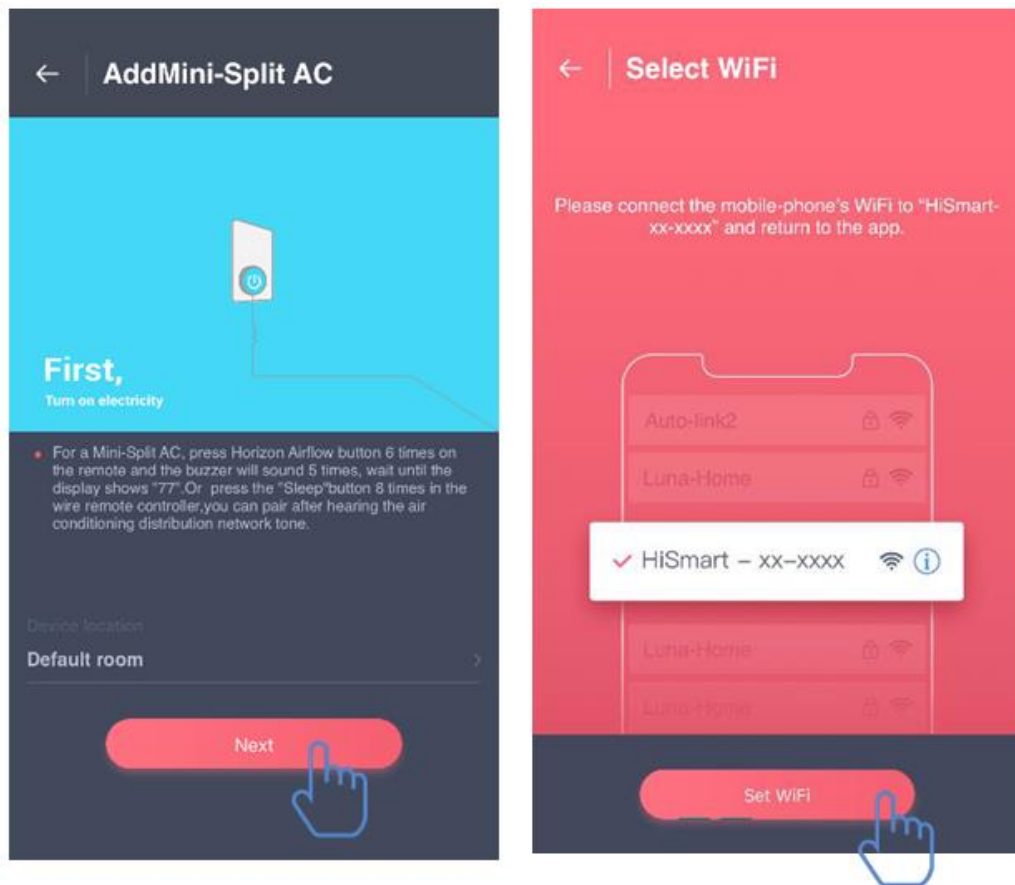 AddMini-Split AC
First,
Turn on electricity
For a Mini-Split AC, press Horizon Airflow button 6 times on
the remote and the buzzer will sound 5 times, wait until the
display shows "77".Or press the "Sleep"button 8 times in the
wire remote controller,you can pair after hearing the air
conditioning distribution network tone.
Device location
Default room
Next
Select WiFi
Please connect the mobile-phone's WiFi to "HiSmart-
xx-xxxx" and return to the app.
Auto-link2
Luna-Home
HiSmart – xx–xxxx
Luna-Home
Luna-Home
Set WiFi